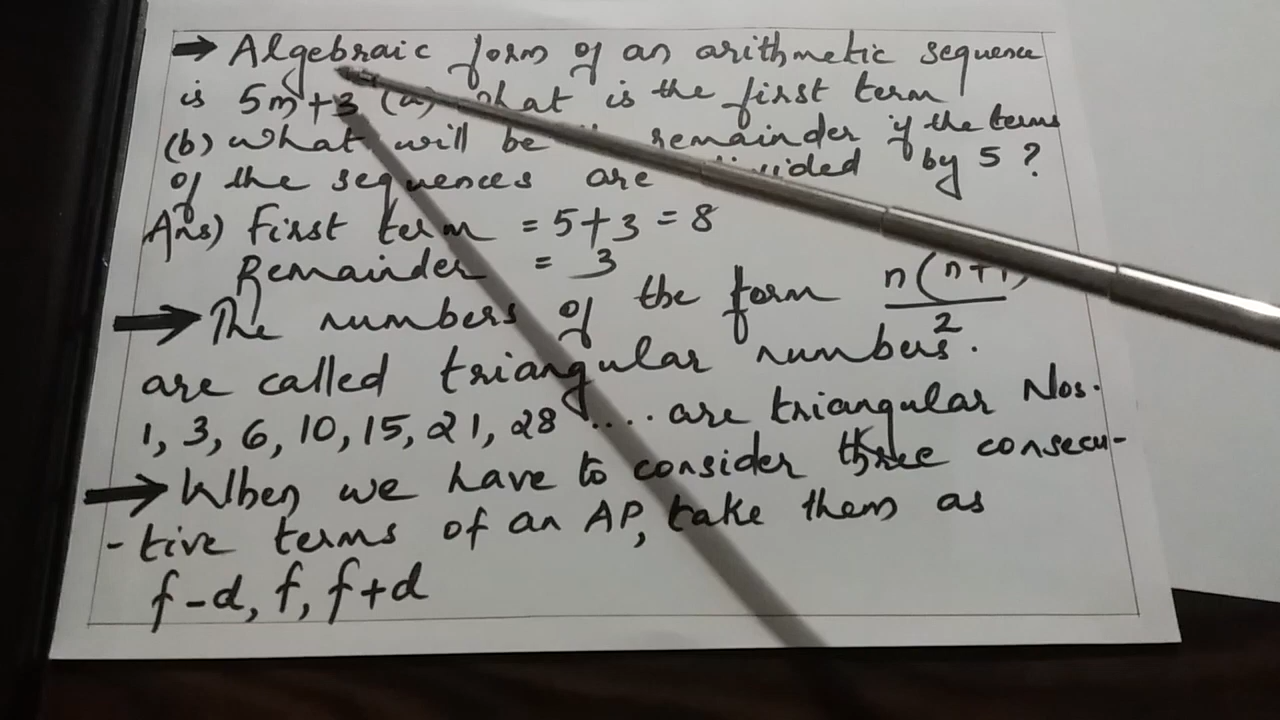 → Algebraic form of an arithmetic sequence
is 5n+3 (a) What is the first term
(b) What will be remainder if the terms
of the sequences are divided by 5 ?
Ans) First term = 5+3 = 8
Remainder = 3
→ The numbers of the form n(n+1)/2
are called triangular numbers.
1, 3, 6, 10, 15, 21, 28 .... are triangular Nos.
→ When we have to consider three consecu-
-tive terms of an AP, take them as
f-d, f, f+d